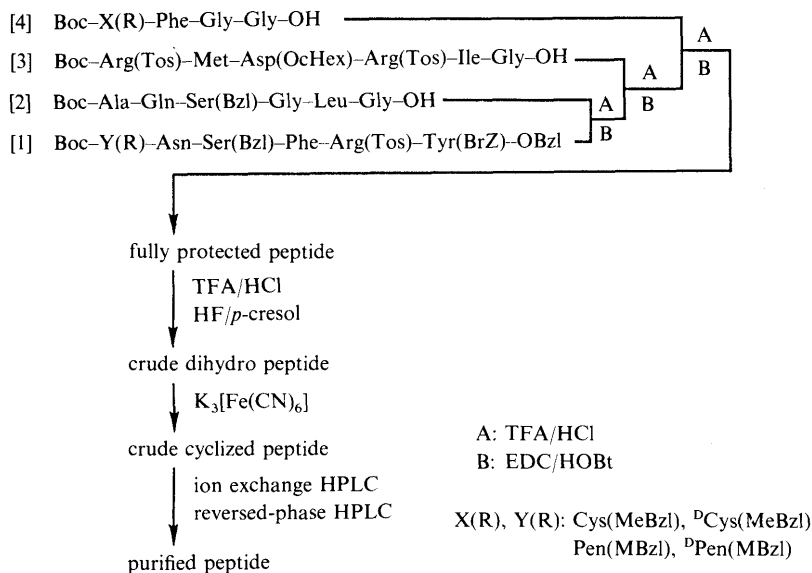 [4] Boc–X(R)–Phe–Gly–Gly–OH
A
B
[3] Boc–Arg(Tos)–Met–Asp(OcHex)–Arg(Tos)–Ile–Gly–OH
A
B
[2] Boc–Ala–Gln–Ser(Bzl)–Gly–Leu–Gly–OH
A
B
[1] Boc–Y(R)–Asn–Ser(Bzl)–Phe–Arg(Tos)–Tyr(BrZ)–OBzl
fully protected peptide
TFA/HCl
HF/p-cresol
crude dihydro peptide
K₃[Fe(CN)₆]
crude cyclized peptide
ion exchange HPLC
reversed-phase HPLC
purified peptide
A: TFA/HCl
B: EDC/HOBt
X(R), Y(R): Cys(MeBzl), ᴰCys(MeBzl)
Pen(MBzl), ᴰPen(MBzl)